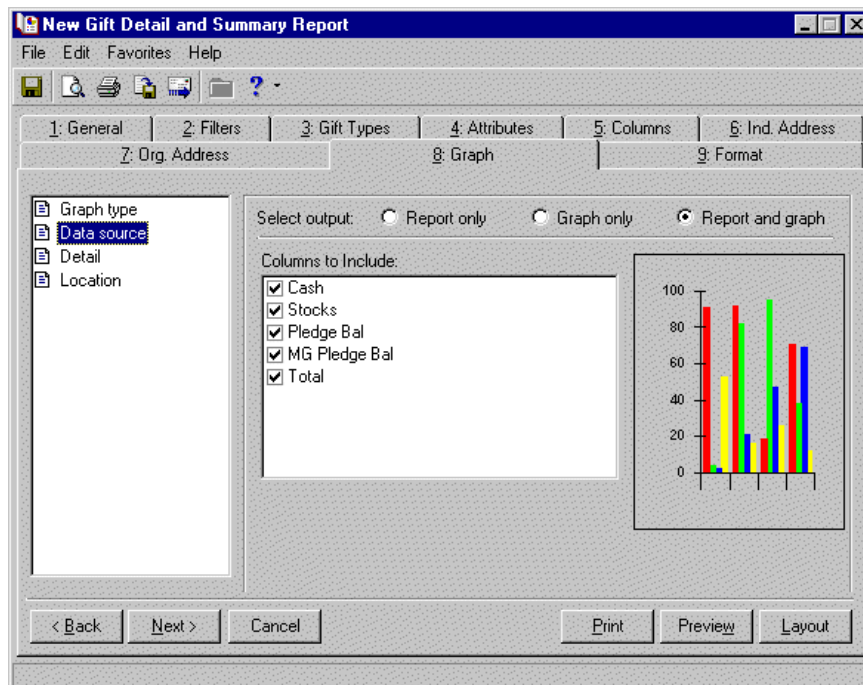 New Gift Detail and Summary Report
File Edit Favorites Help
?
1: General 2: Filters 3: Gift Types 4: Attributes 5: Columns 6: Ind. Address
7: Org. Address 8: Graph 9: Format
Graph type
Data source
Detail
Location
Select output: Report only Graph only Report and graph
Columns to Include:
Cash
Stocks
Pledge Bal
MG Pledge Bal
Total
100
80
60
40
20
0
< Back Next > Cancel Print Preview Layout